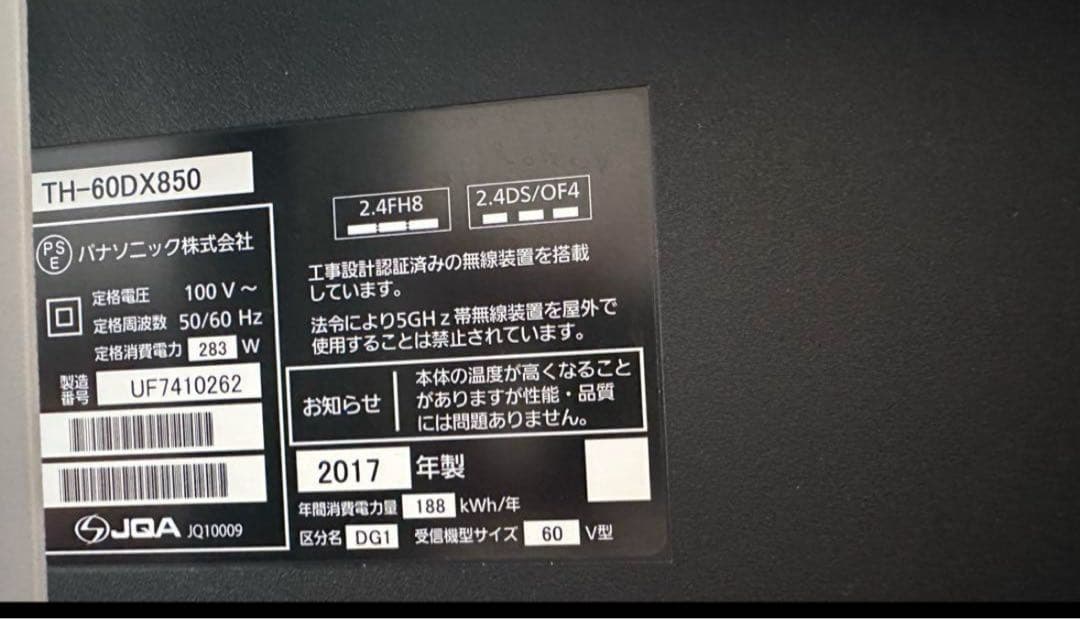 TH-60DX850
PS
E
パナソニック株式会社
定格電圧 100 V ～
定格周波数 50/60 Hz
定格消費電力 283 W
製造
番号 UF7410262
JQA JQ10009
2.4FH8
2.4DS/OF4
工事設計認証済みの無線装置を搭載
しています。
法令により5GHz帯無線装置を屋外で
使用することは禁止されています。
お知らせ
本体の温度が高くなること
がありますが性能・品質
には問題ありません。
2017 年製
年間消費電力量 188 kWh/年
区分名 DG1 受信機型サイズ 60 V型